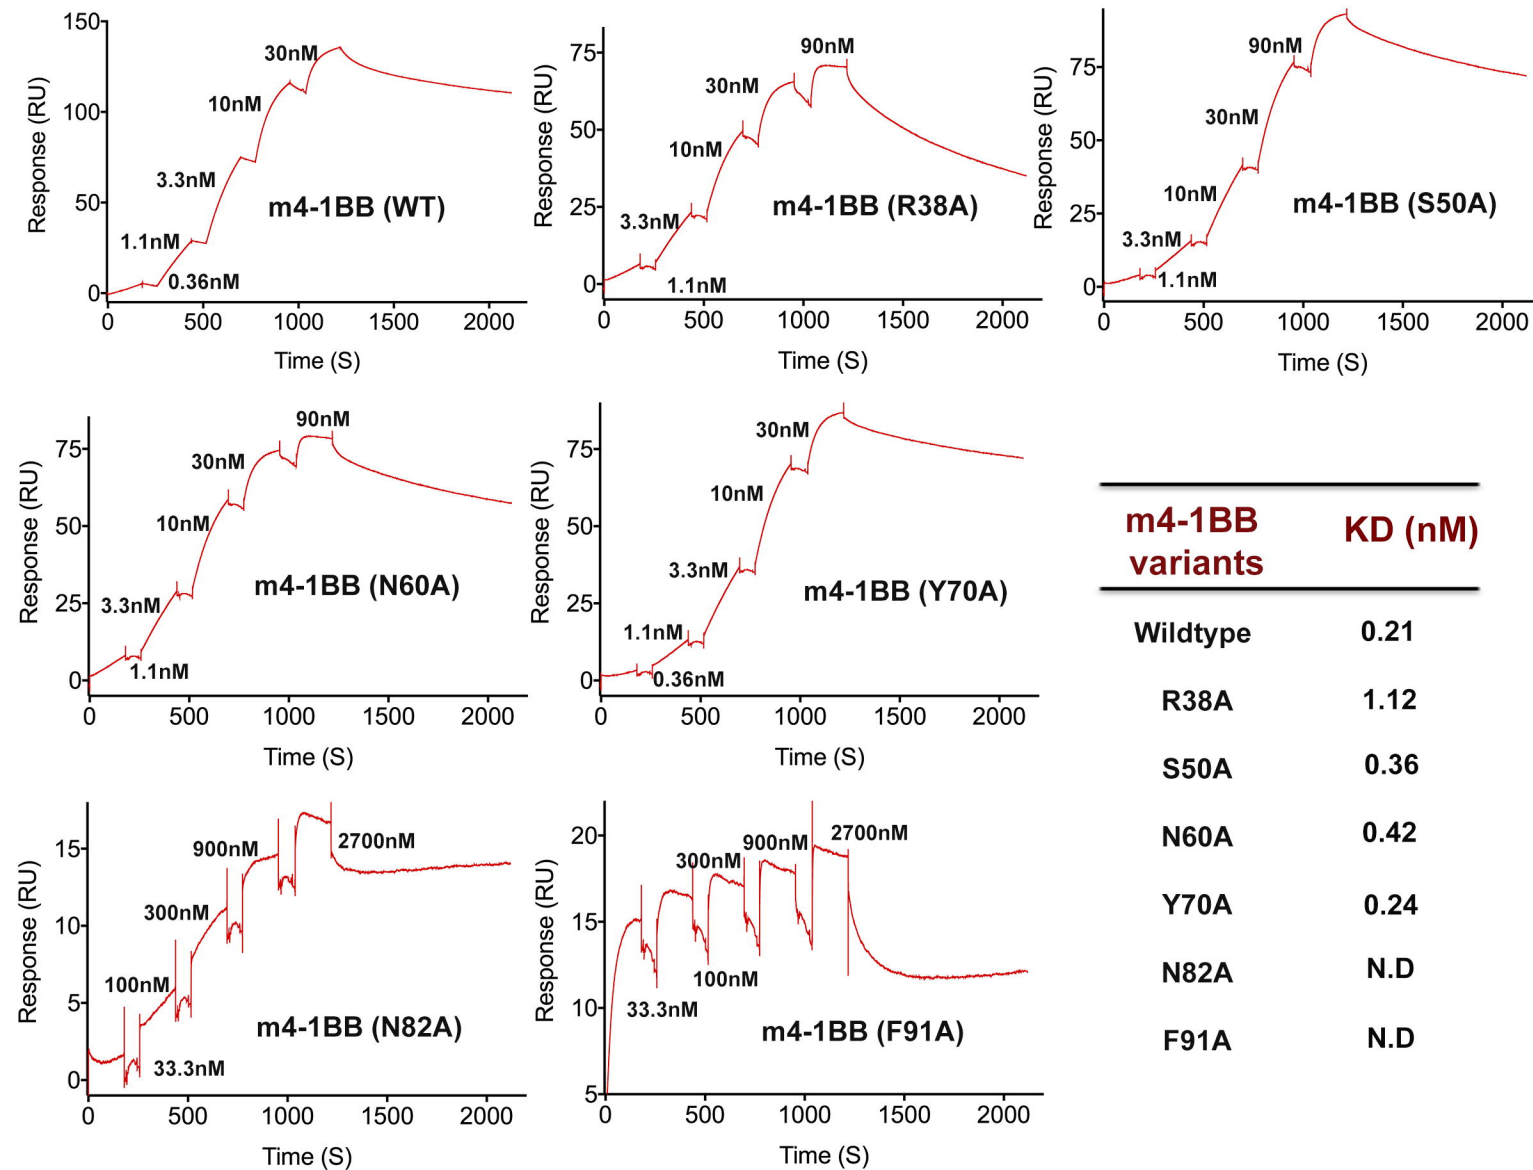 150
100
50
0
Response (RU)
30nM
10nM
3.3nM
1.1nM
0.36nM
m4-1BB (WT)
0 500 1000 1500 2000
Time (S)
75
50
25
0
Response (RU)
90nM
30nM
10nM
3.3nM
1.1nM
m4-1BB (R38A)
0 500 1000 1500 2000
Time (S)
75
50
25
0
Response (RU)
90nM
30nM
10nM
3.3nM
1.1nM
m4-1BB (S50A)
0 500 1000 1500 2000
Time (S)
75
50
25
0
Response (RU)
90nM
30nM
10nM
3.3nM
1.1nM
m4-1BB (N60A)
0 500 1000 1500 2000
Time (S)
75
50
25
0
Response (RU)
30nM
10nM
3.3nM
1.1nM
0.36nM
m4-1BB (Y70A)
0 500 1000 1500 2000
Time (S)
15
10
5
0
Response (RU)
2700nM
900nM
300nM
100nM
33.3nM
m4-1BB (N82A)
0 500 1000 1500 2000
Time (S)
20
15
10
5
Response (RU)
2700nM
900nM
300nM
100nM
33.3nM
m4-1BB (F91A)
0 500 1000 1500 2000
Time (S)
m4-1BB variants KD (nM)
Wildtype 0.21
R38A 1.12
S50A 0.36
N60A 0.42
Y70A 0.24
N82A N.D
F91A N.D